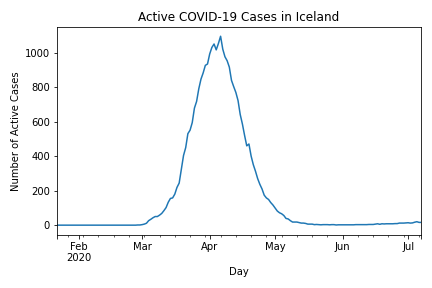 Active COVID-19 Cases in Iceland
Number of Active Cases
1000
800
600
400
200
0
Feb Mar Apr May Jun Jul
2020
Day